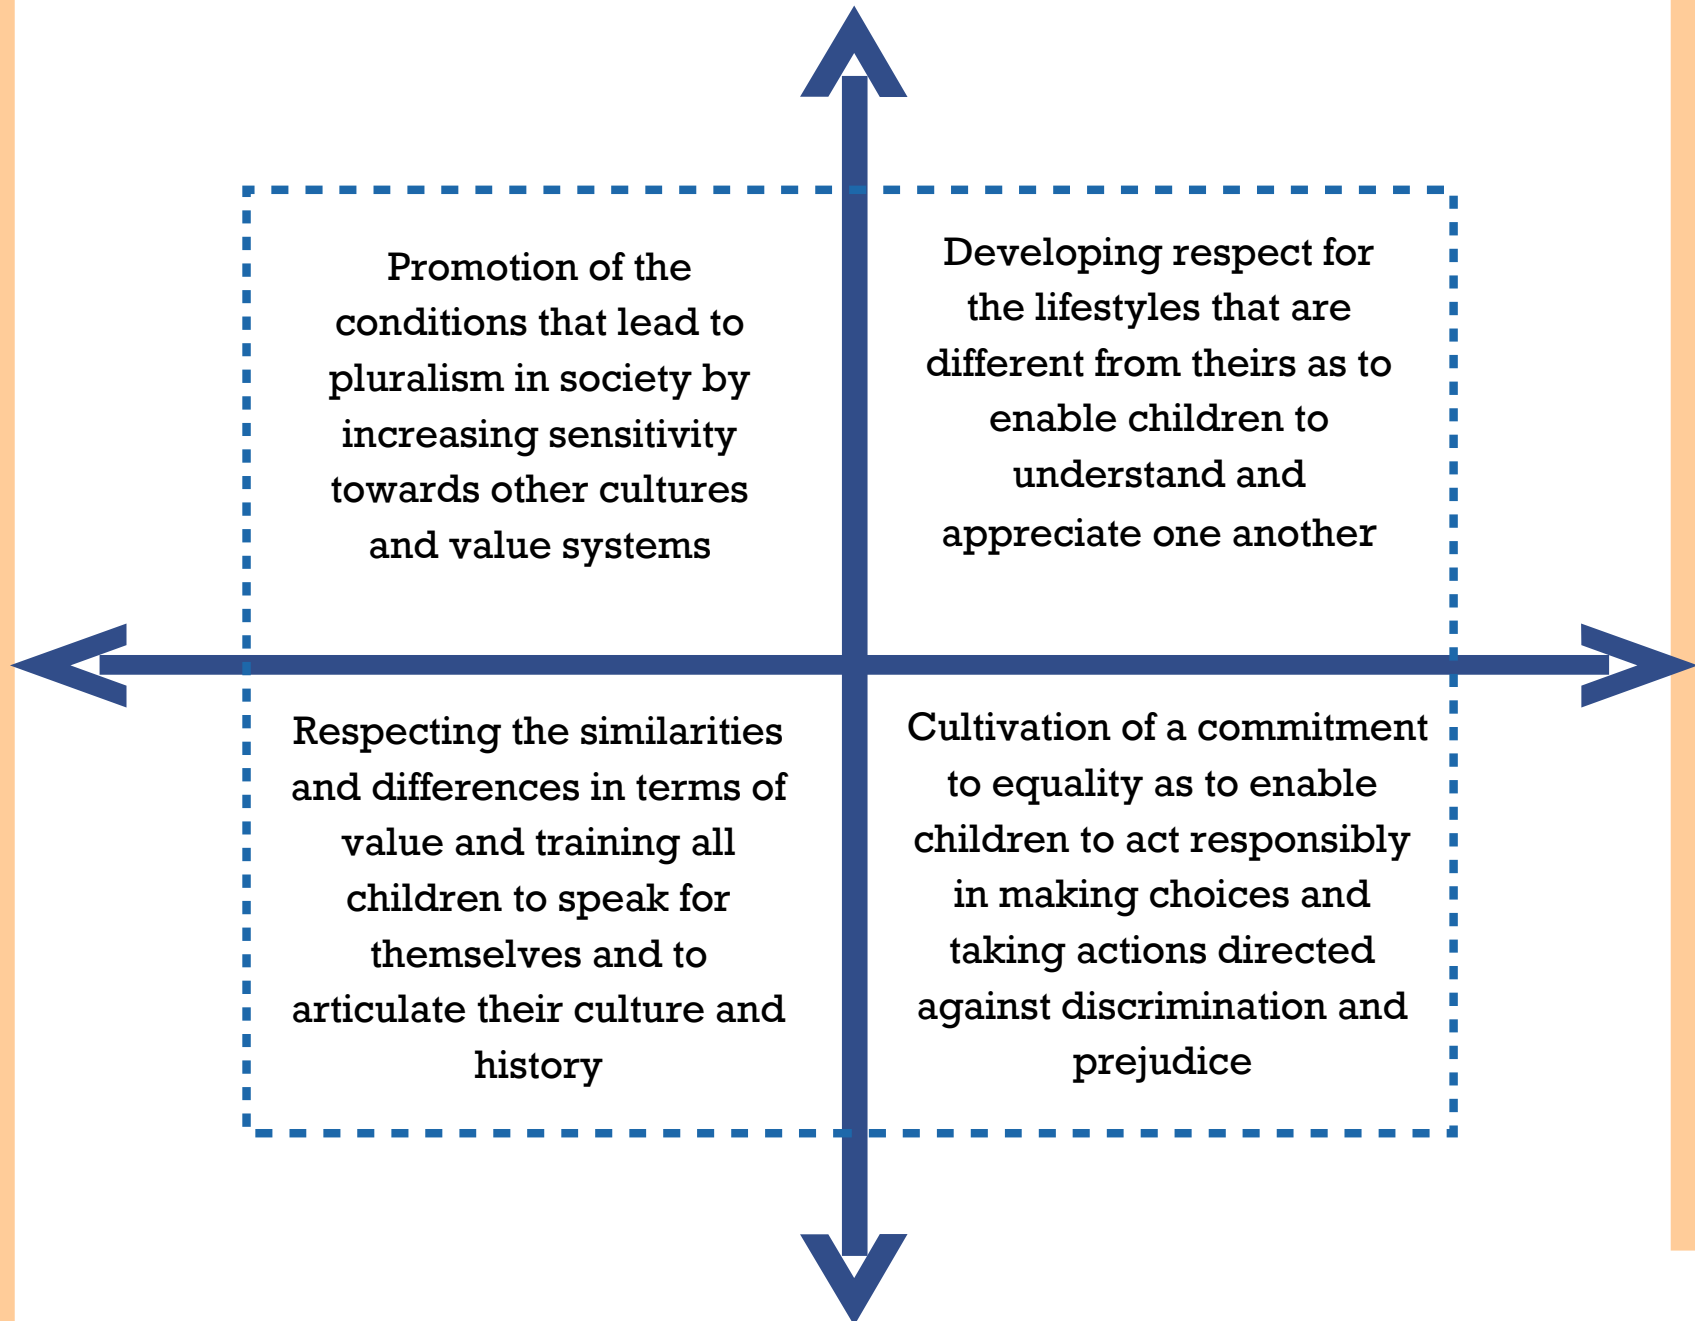 Promotion of the
conditions that lead to
pluralism in society by
increasing sensitivity
towards other cultures
and value systems
Developing respect for
the lifestyles that are
different from theirs as to
enable children to
understand and
appreciate one another
Respecting the similarities
and differences in terms of
value and training all
children to speak for
themselves and to
articulate their culture and
history
Cultivation of a commitment
to equality as to enable
children to act responsibly
in making choices and
taking actions directed
against discrimination and
prejudice